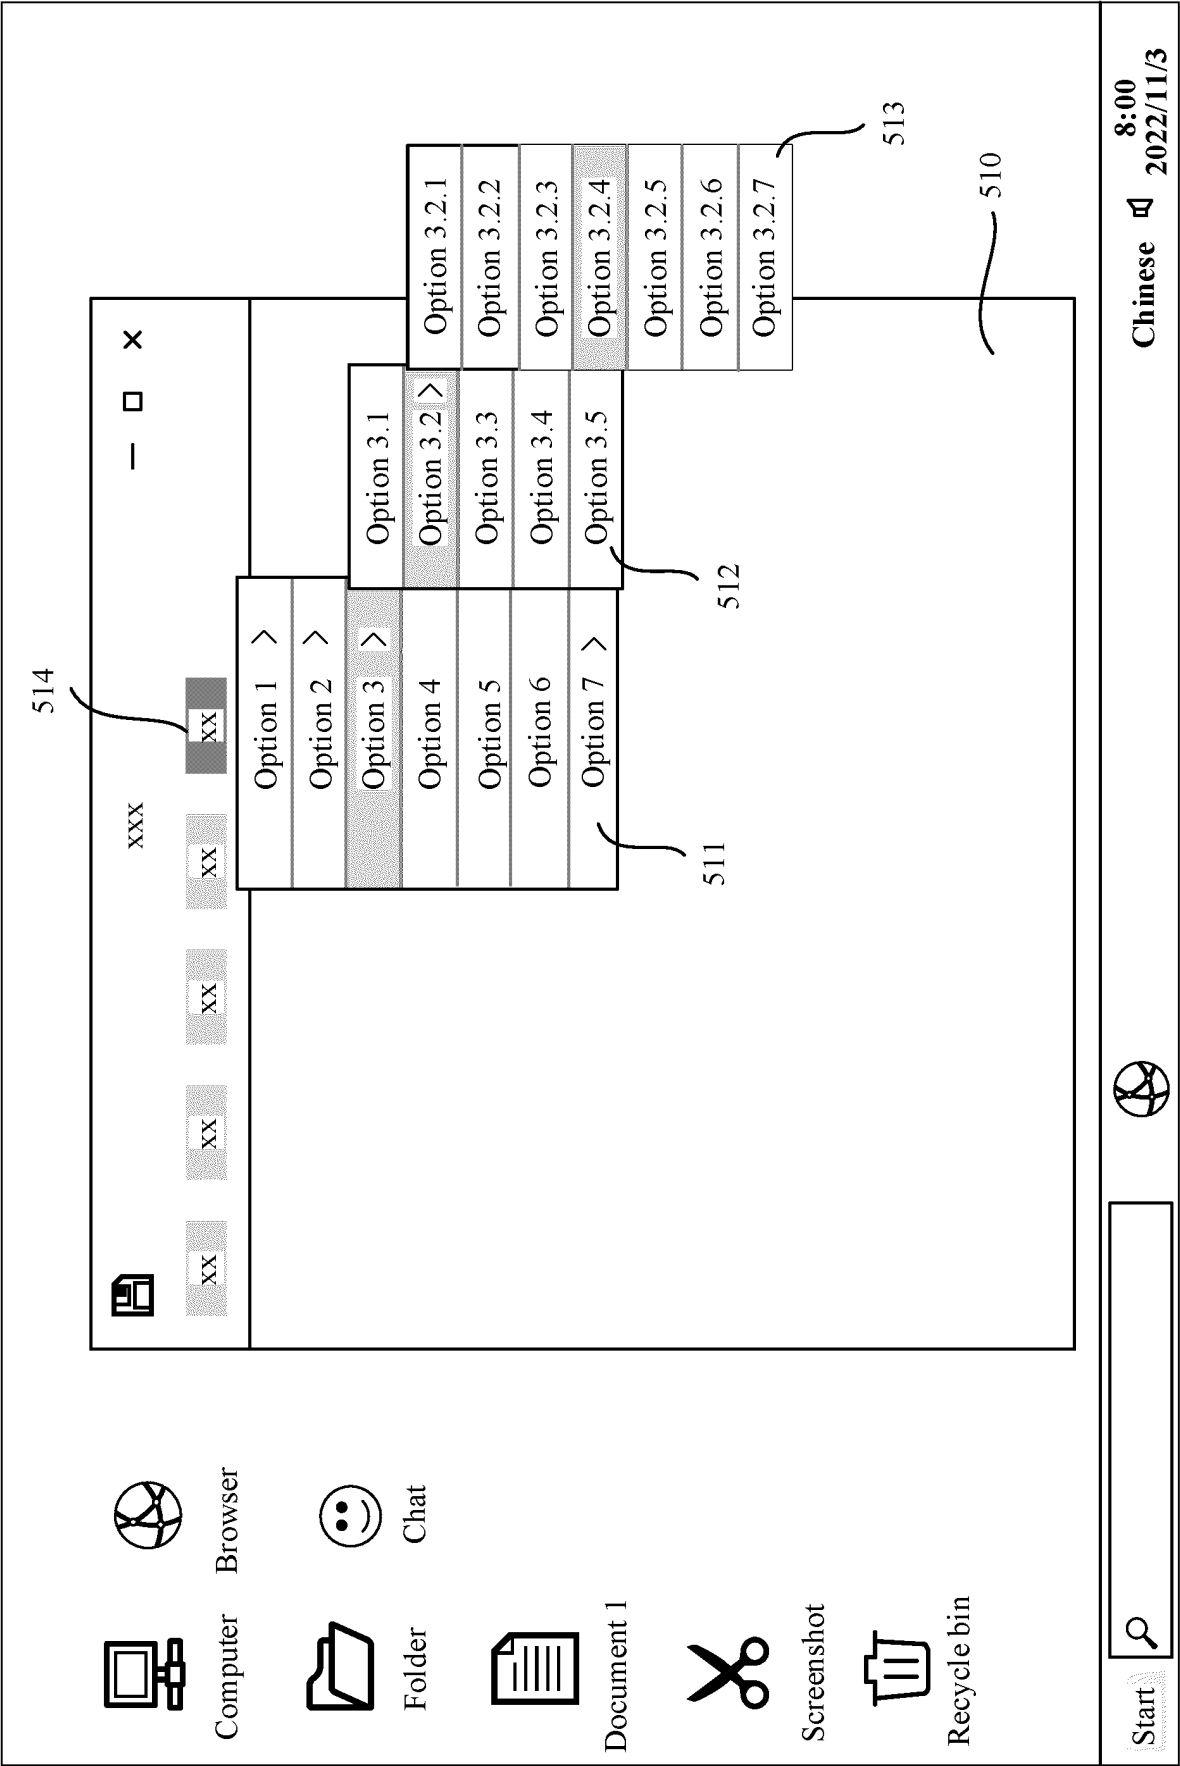 514
xxx
xx
xx
xx
xx
xx
Computer
Browser
Folder
Chat
Document 1
Screenshot
Recycle bin
Option 1 >
Option 2 >
Option 3 >
Option 4
Option 5
Option 6
Option 7 >
511
Option 3.1
Option 3.2 >
Option 3.3
Option 3.4
Option 3.5
512
Option 3.2.1
Option 3.2.2
Option 3.2.3
Option 3.2.4
Option 3.2.5
Option 3.2.6
Option 3.2.7
513
510
Start
Chinese
8:00
2022/11/3